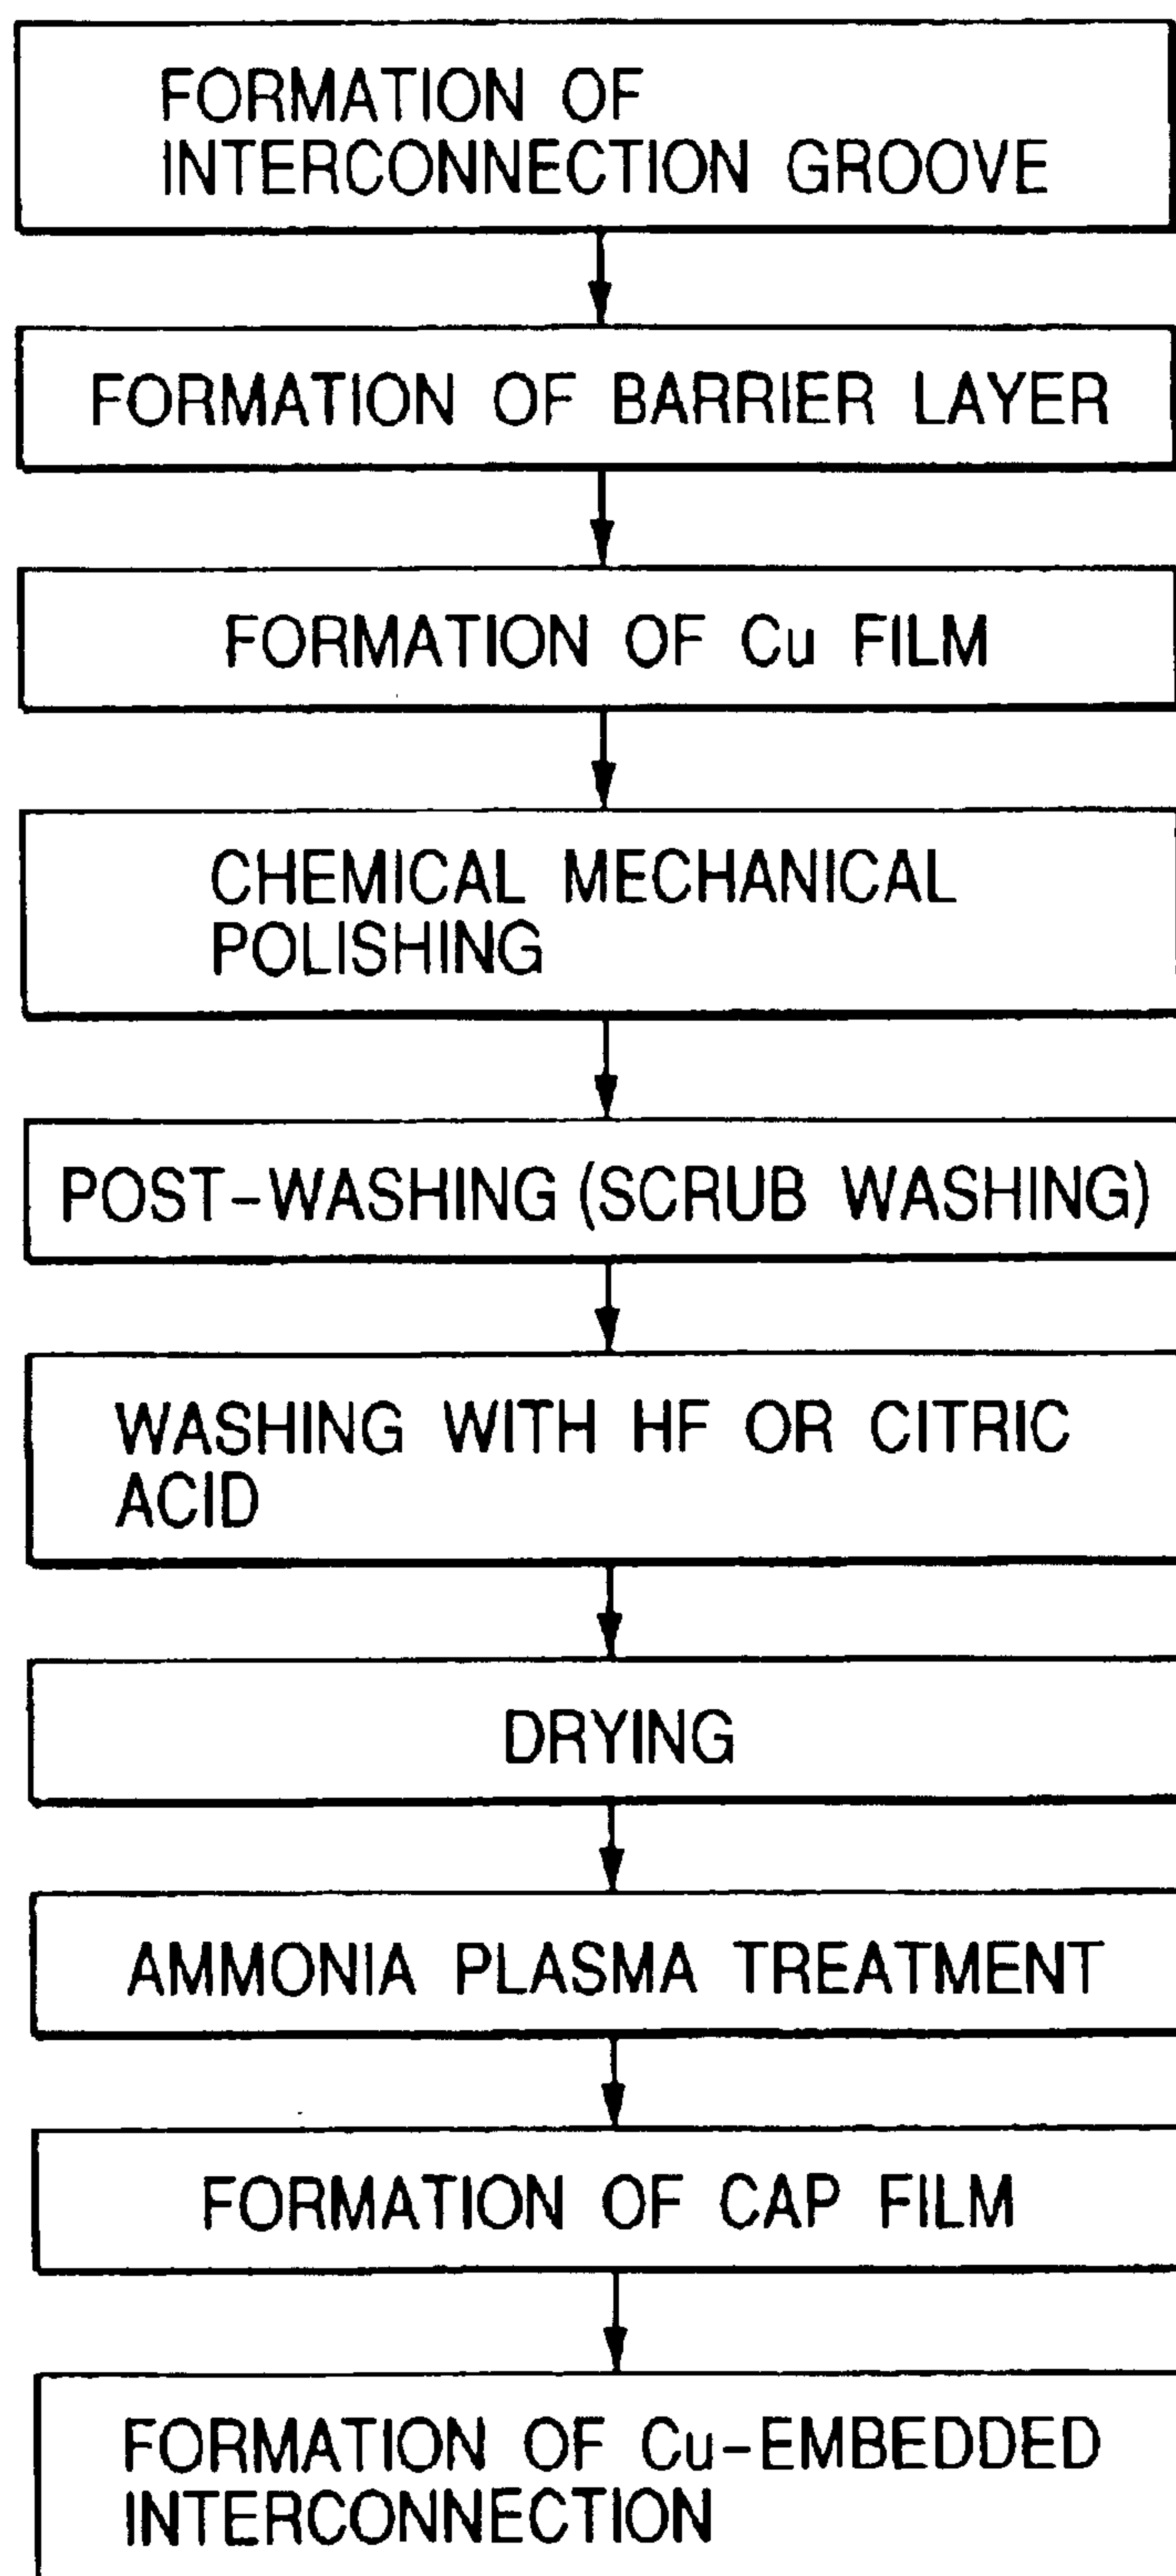 FORMATION OF
INTERCONNECTION GROOVE
FORMATION OF BARRIER LAYER
FORMATION OF Cu FILM
CHEMICAL MECHANICAL
POLISHING
POST-WASHING (SCRUB WASHING)
WASHING WITH HF OR CITRIC
ACID
DRYING
AMMONIA PLASMA TREATMENT
FORMATION OF CAP FILM
FORMATION OF Cu-EMBEDDED
INTERCONNECTION